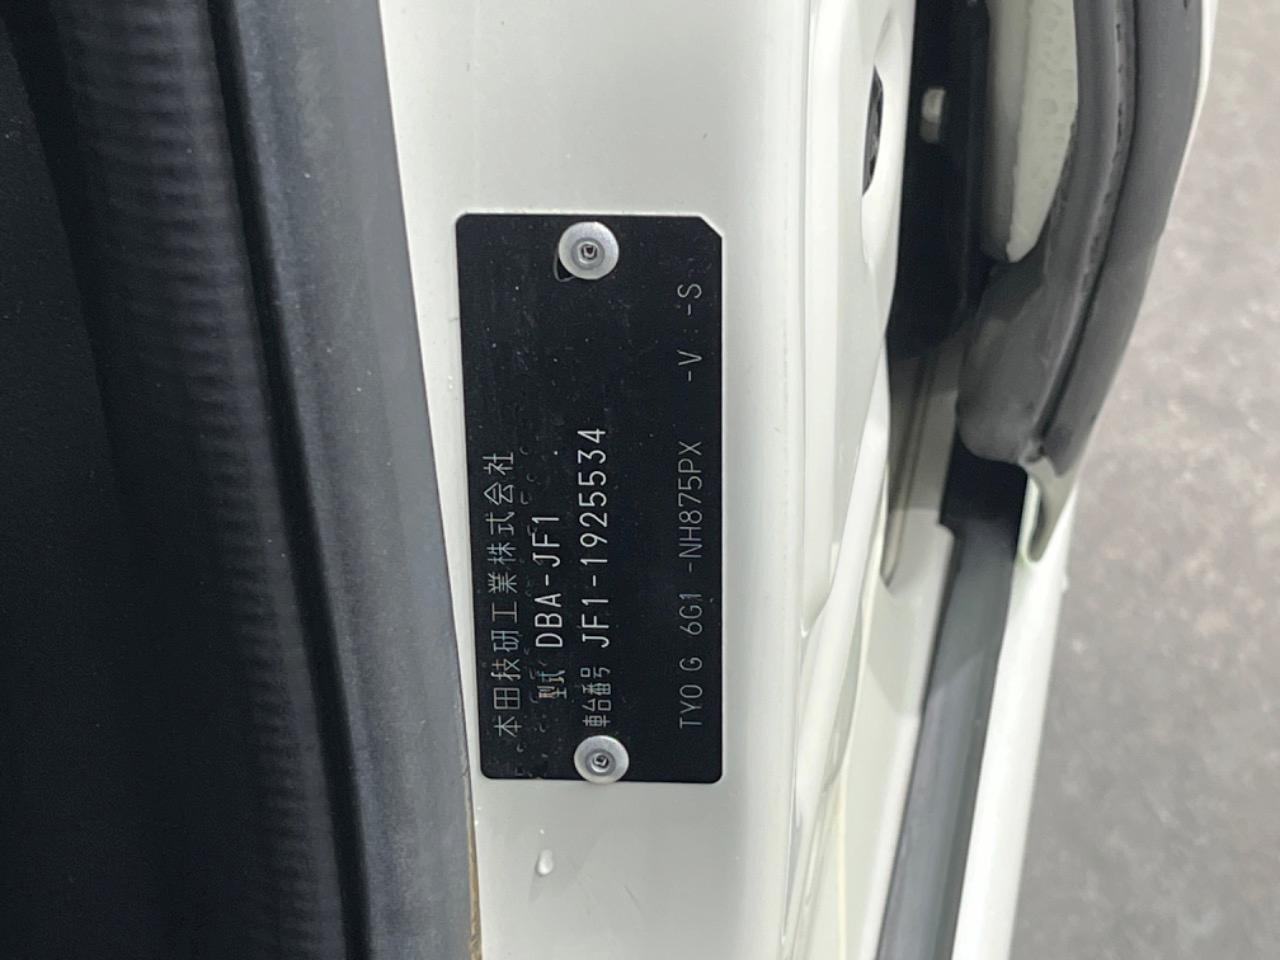 本田技研工業株式会社
型式 DBA-JF1
車台番号 JF1-1925534
TYO G 6G1 -NH875PX -V: -S